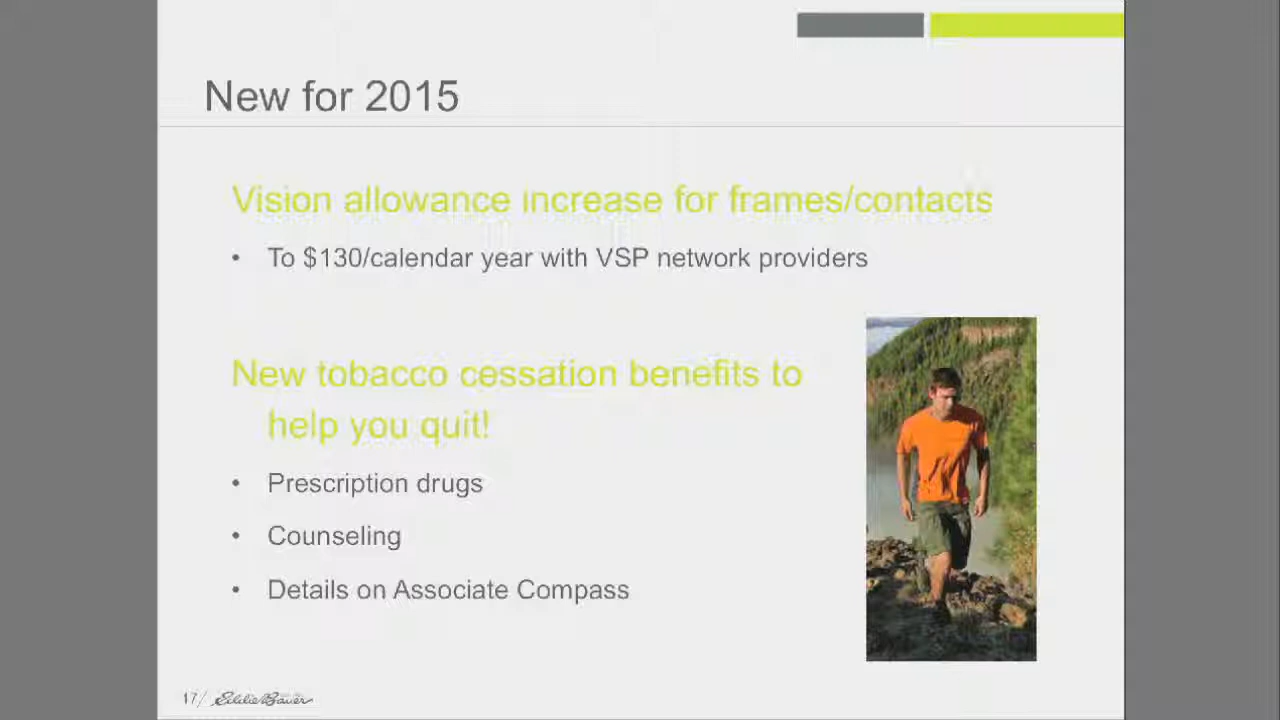 New for 2015
Vision allowance increase for frames/contacts
• To $130/calendar year with VSP network providers
New tobacco cessation benefits to
help you quit!
• Prescription drugs
• Counseling
• Details on Associate Compass
17/ Eddie Bauer